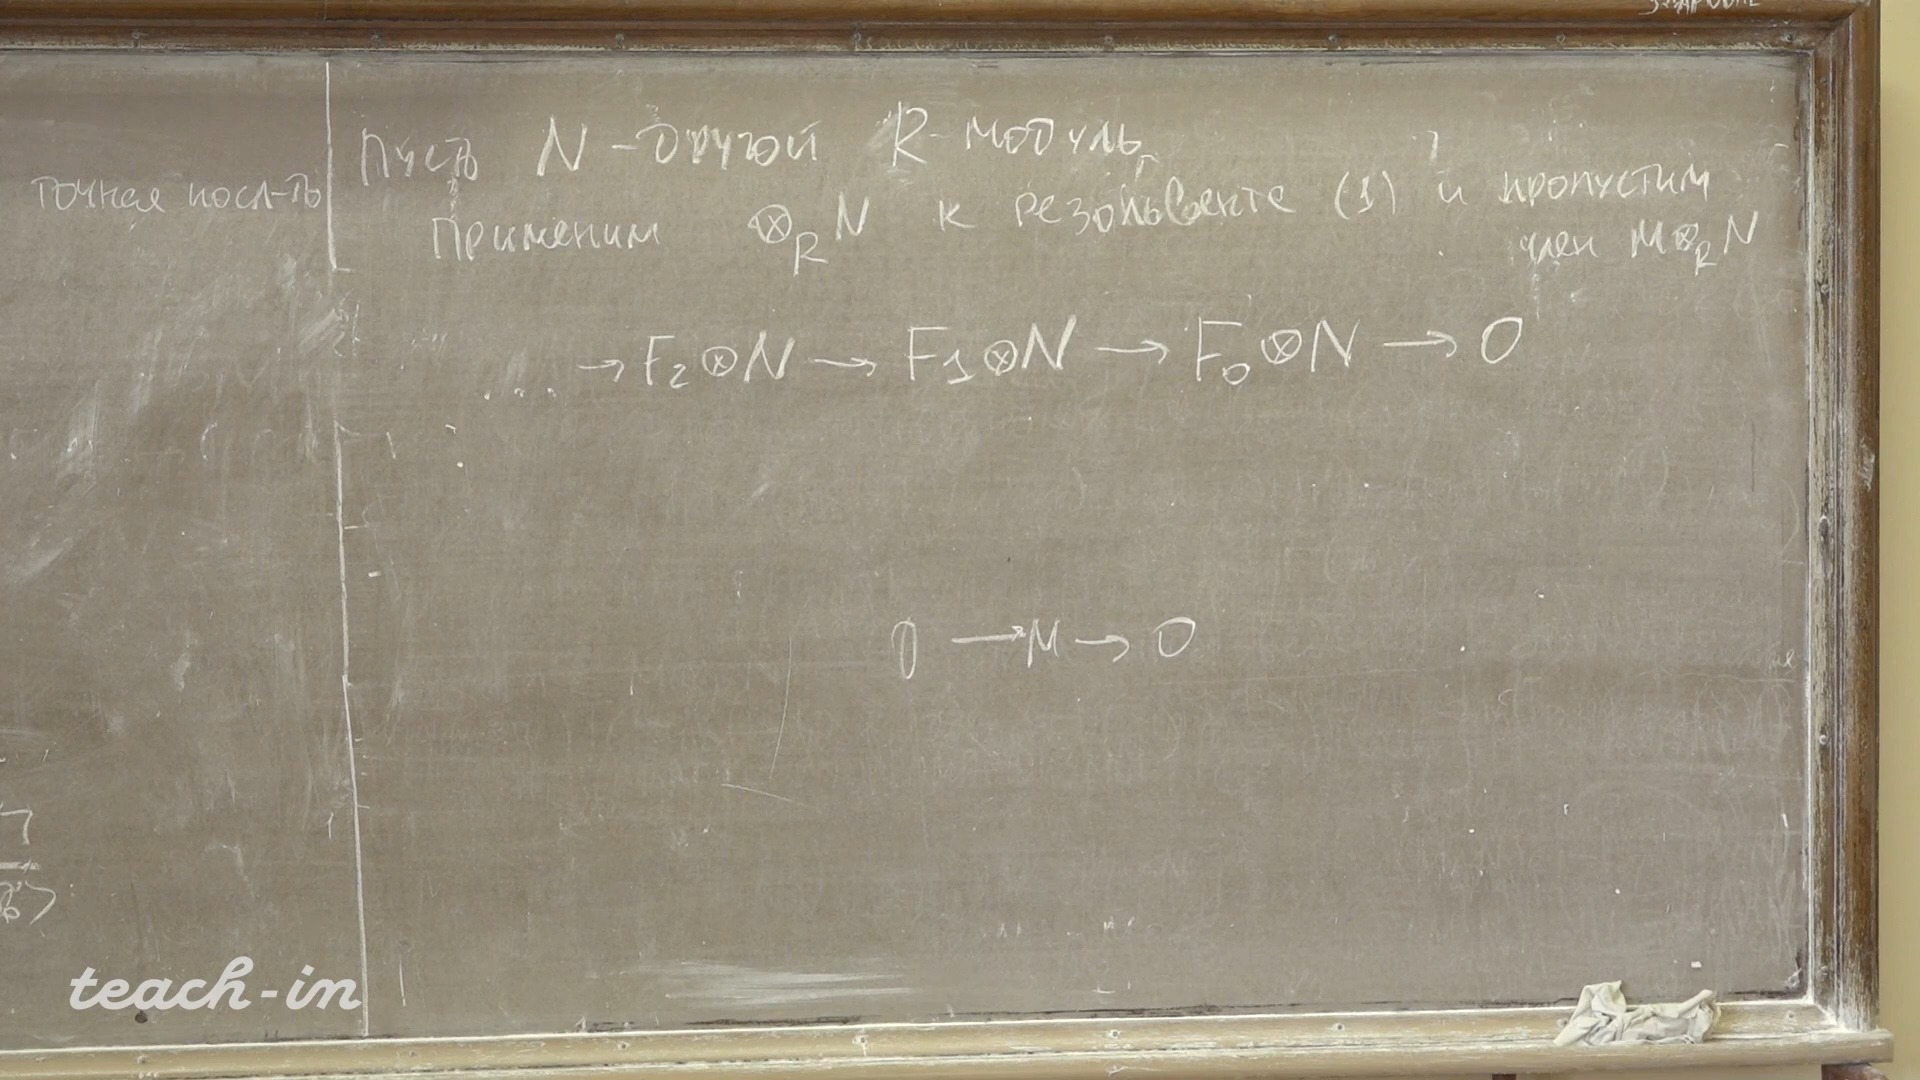 точная посл-ть
Пусть N - другой R-модуль,
Применим ⊗_R N к резольвенте (1) и пропустим
член M⊗_R N
... → F₂⊗N → F₁⊗N → F₀⊗N → 0
0 → M → 0
teach-in